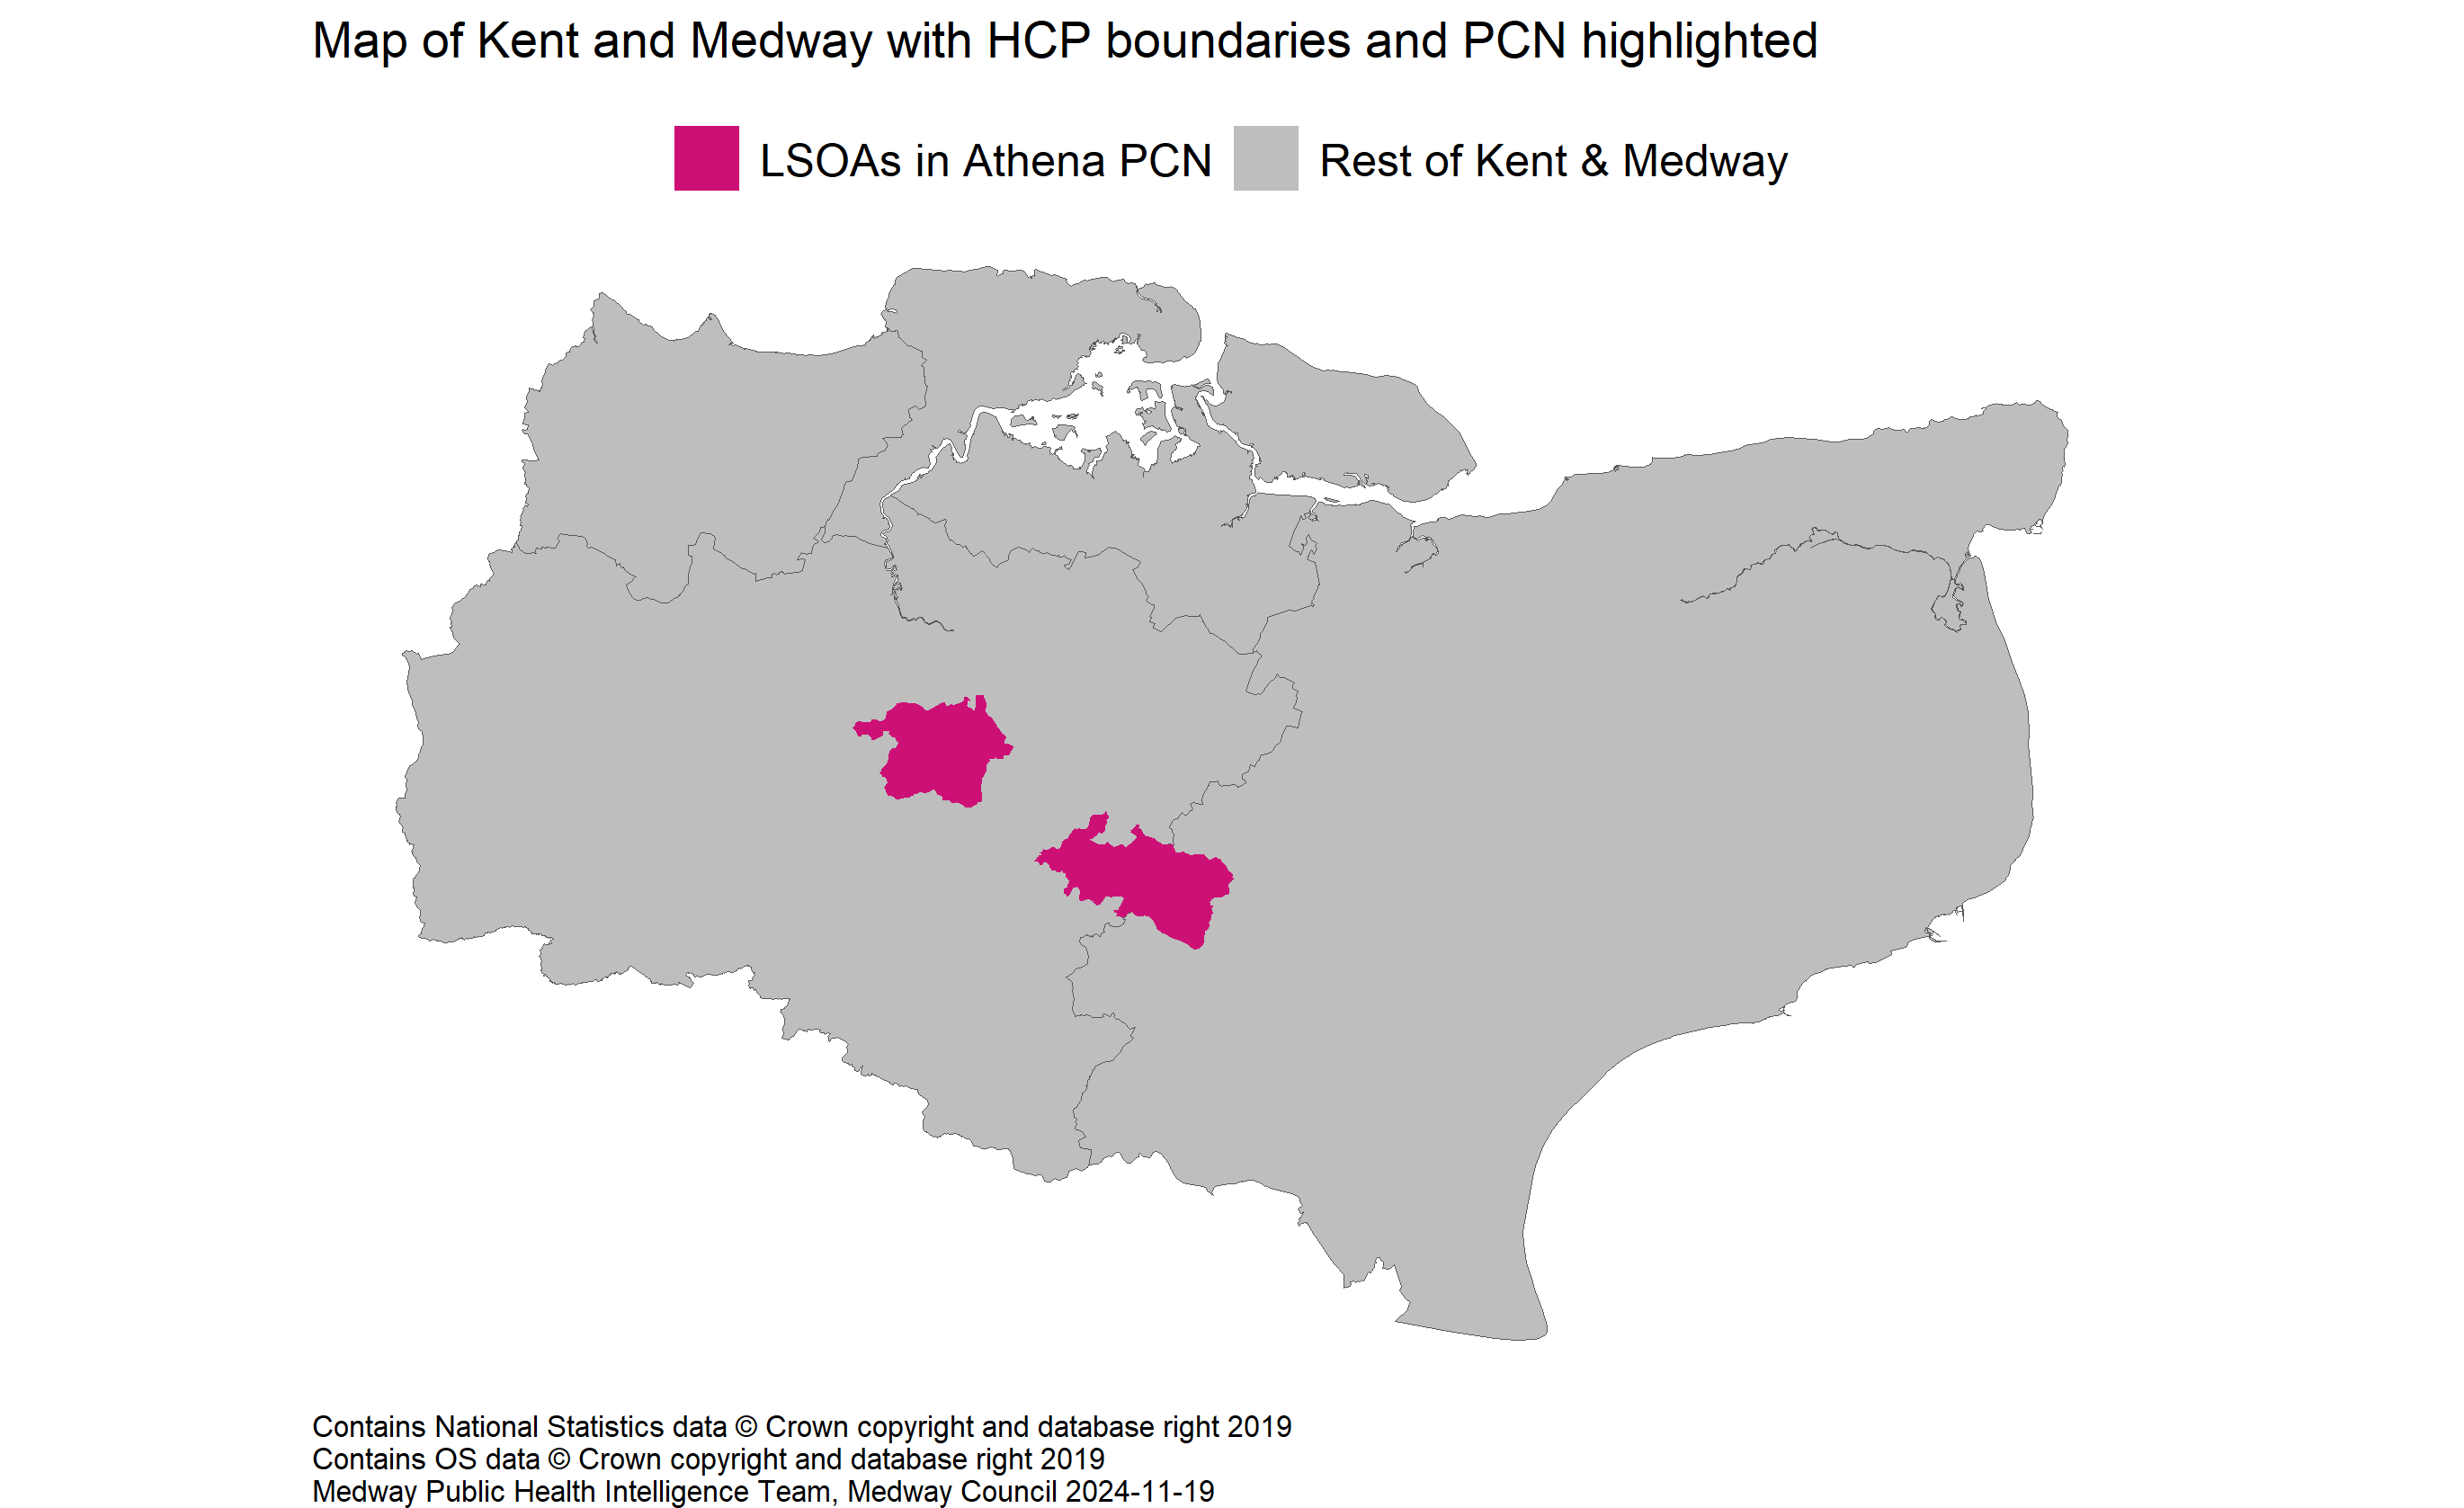 Map of Kent and Medway with HCP boundaries and PCN highlighted
LSOAs in Athena PCN Rest of Kent & Medway
Contains National Statistics data © Crown copyright and database right 2019
Contains OS data © Crown copyright and database right 2019
Medway Public Health Intelligence Team, Medway Council 2024-11-19